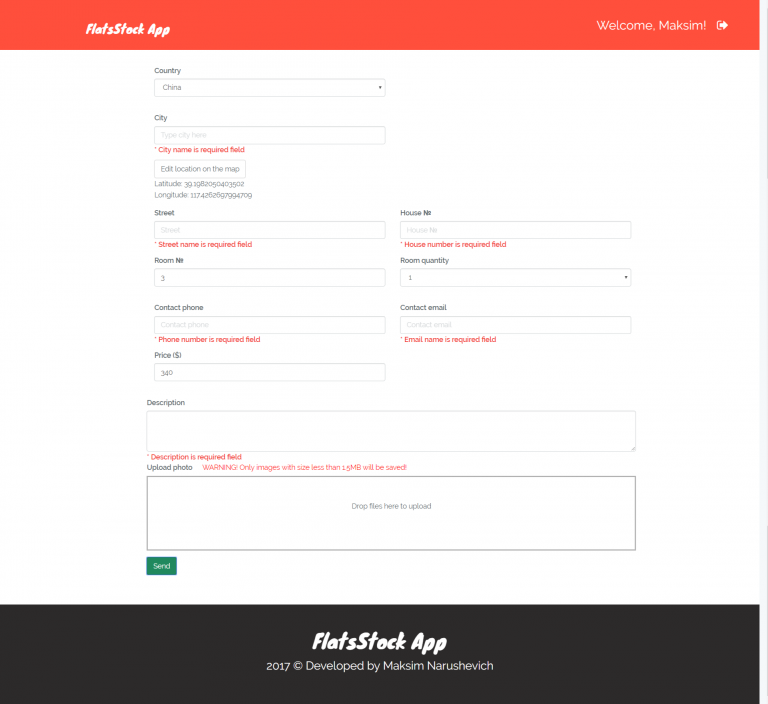 FlatsStock App
Welcome, Maksim!
Country
China
City
Type city here
* City name is required field
Edit location on the map
Latitude: 39.1982050403502
Longitude: 117.4262697994709
Street House №
Street House №
* Street name is required field * House number is required field
Room № Room quantity
3 1
Contact phone Contact email
Contact phone Contact email
* Phone number is required field * Email name is required field
Price ($)
340
Description
* Description is required field
Upload photo WARNING! Only images with size less than 1.5MB will be saved!
Drop files here to upload
Send
FlatsStock App
2017 © Developed by Maksim Narushevich